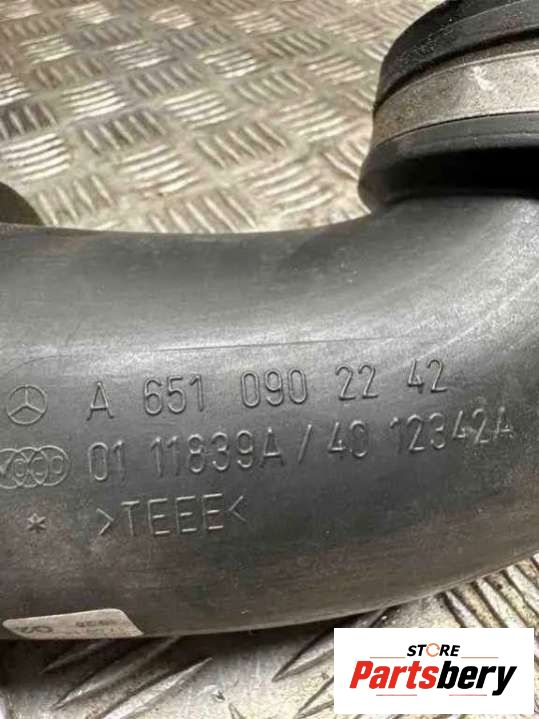 A 651 090 22 42
01 11839A / 40 12342A
* >TEEE<
STORE
Partsbery